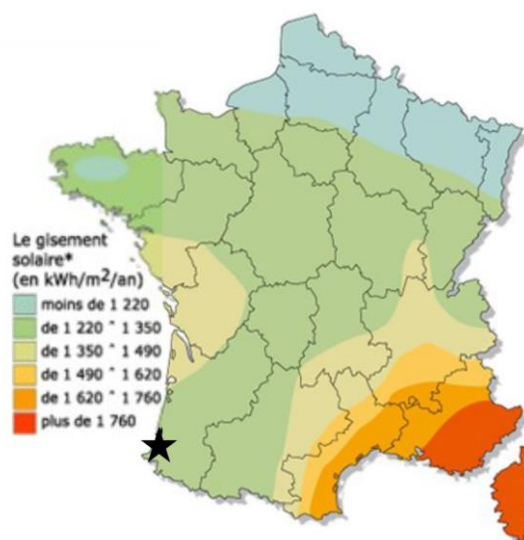 Le gisement
solaire*
(en kWh/m2/an)
moins de 1 220
de 1 220 ˆ 1 350
de 1 350 ˆ 1 490
de 1 490 ˆ 1 620
de 1 620 ˆ 1 760
plus de 1 760